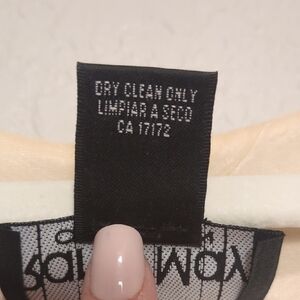 DRY CLEAN ONLY
LIMPIAR A SECO
CA 17172